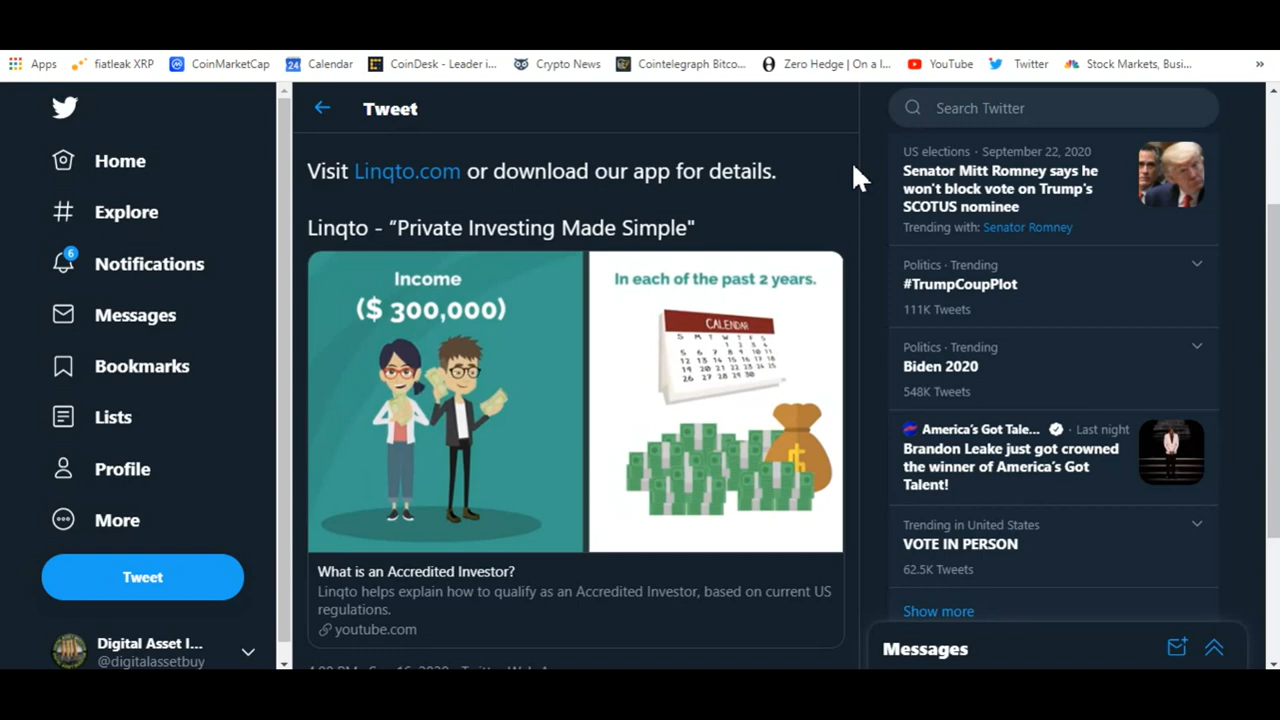 Apps fiatleak XRP CoinMarketCap Calendar CoinDesk - Leader i... Crypto News Cointelegraph Bitco... Zero Hedge | On a l... YouTube Twitter Stock Markets, Busi... »
Home
Explore
6
Notifications
Messages
Bookmarks
Lists
Profile
More
Tweet
Digital Asset I...
@digitalassetbuy
Tweet
Visit Linqto.com or download our app for details.
Linqto - “Private Investing Made Simple"
Income
($ 300,000)
In each of the past 2 years.
CALENDAR
What is an Accredited Investor?
Linqto helps explain how to qualify as an Accredited Investor, based on current US
regulations.
youtube.com
Search Twitter
US elections · September 22, 2020
Senator Mitt Romney says he
won't block vote on Trump's
SCOTUS nominee
Trending with: Senator Romney
Politics · Trending
#TrumpCoupPlot
111K Tweets
Politics · Trending
Biden 2020
548K Tweets
America's Got Tale... · Last night
Brandon Leake just got crowned
the winner of America's Got
Talent!
Trending in United States
VOTE IN PERSON
62.5K Tweets
Show more
Messages